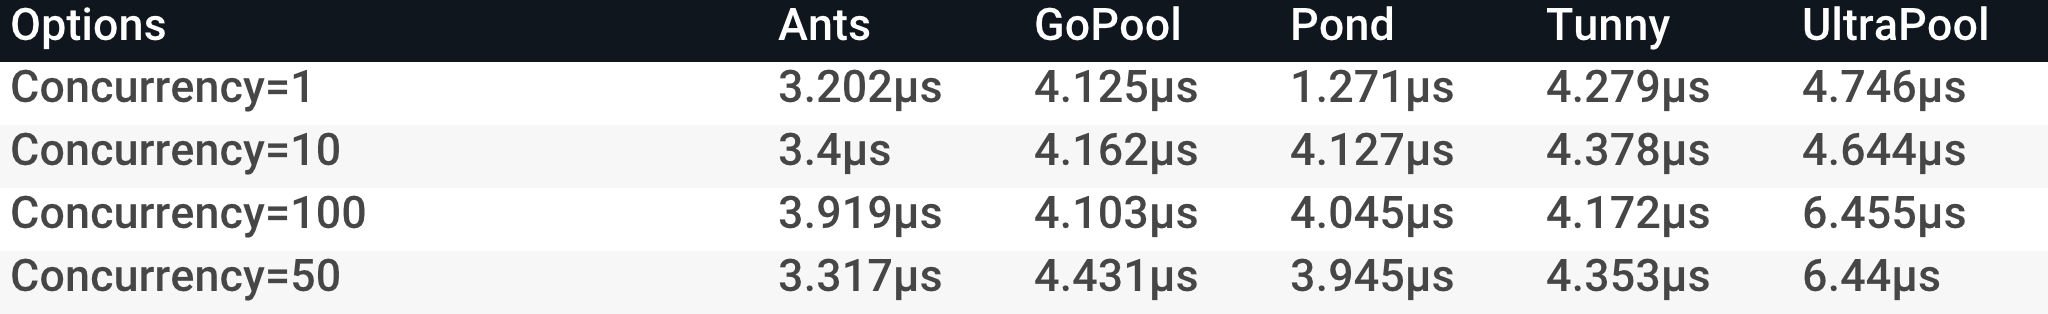 Options Ants GoPool Pond Tunny UltraPool
Concurrency=1 3.202µs 4.125µs 1.271µs 4.279µs 4.746µs
Concurrency=10 3.4µs 4.162µs 4.127µs 4.378µs 4.644µs
Concurrency=100 3.919µs 4.103µs 4.045µs 4.172µs 6.455µs
Concurrency=50 3.317µs 4.431µs 3.945µs 4.353µs 6.44µs